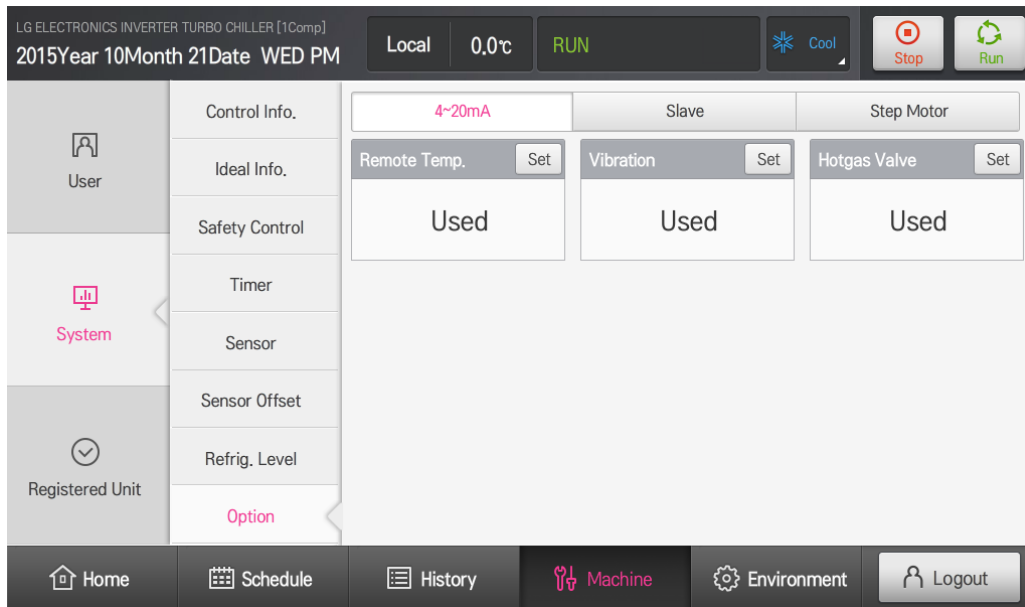 LG ELECTRONICS INVERTER TURBO CHILLER [1Comp]
2015Year 10Month 21Date WED PM
Local
0.0℃
RUN
Cool
Stop
Run
User
System
Registered Unit
Control Info.
Ideal Info.
Safety Control
Timer
Sensor
Sensor Offset
Refrig. Level
Option
4~20mA
Slave
Step Motor
Remote Temp. Set
Used
Vibration Set
Used
Hotgas Valve Set
Used
Home
Schedule
History
Machine
Environment
Logout